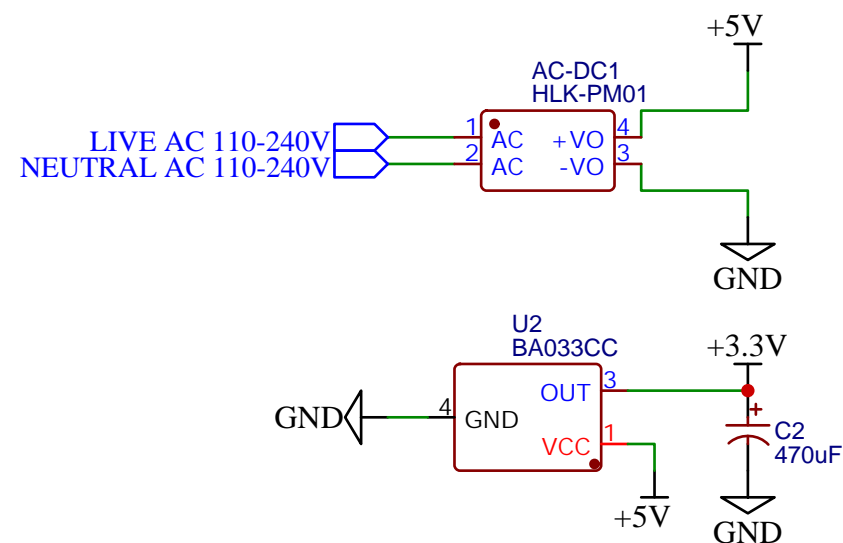 +5V
AC-DC1
HLK-PM01
LIVE AC 110-240V
1
AC
+VO
4
NEUTRAL AC 110-240V
2
AC
-VO
3
GND
U2
BA033CC
+3.3V
OUT
3
GND
4
GND
VCC
1
+
C2
470uF
+5V
GND